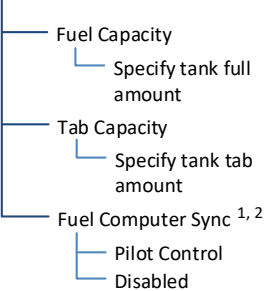 Fuel Capacity
Specify tank full
amount
Tab Capacity
Specify tank tab
amount
Fuel Computer Sync 1, 2
Pilot Control
Disabled